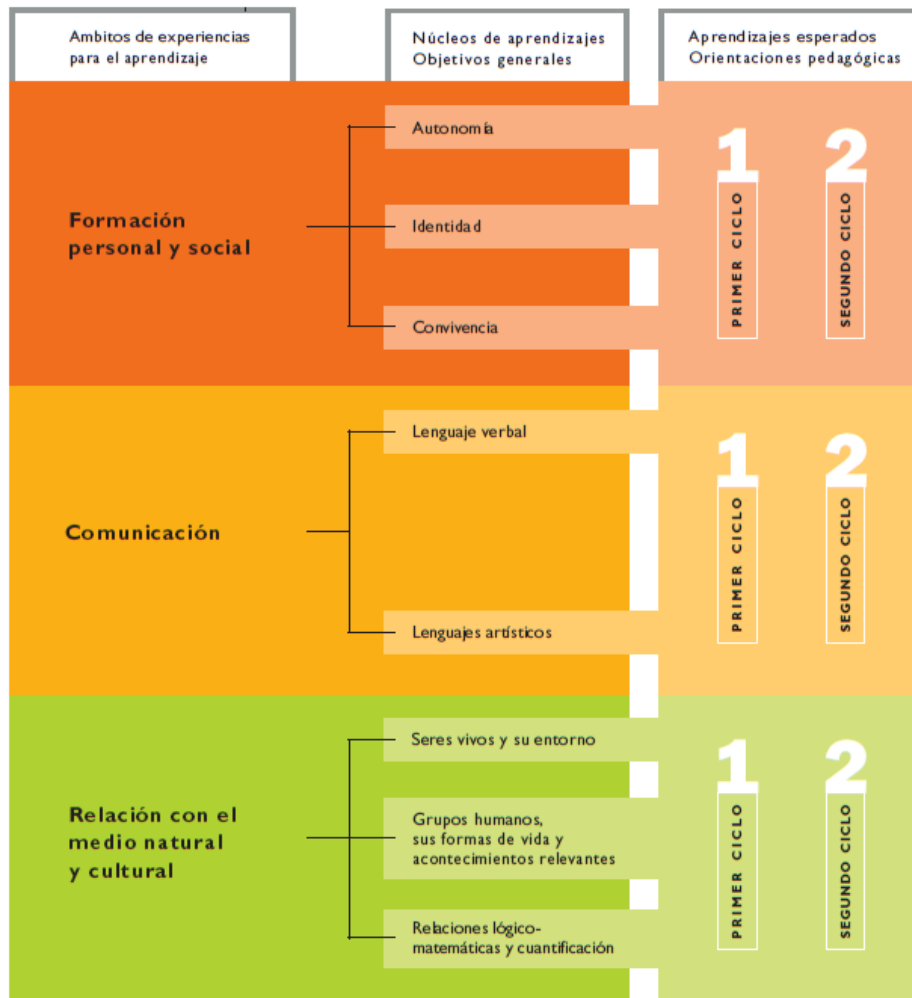 Ambitos de experiencias
para el aprendizaje
Núcleos de aprendizajes
Objetivos generales
Aprendizajes esperados
Orientaciones pedagógicas
Formación
personal y social
Autonomía
Identidad
Convivencia
1
PRIMER CICLO
2
SEGUNDO CICLO
Comunicación
Lenguaje verbal
Lenguajes artísticos
1
PRIMER CICLO
2
SEGUNDO CICLO
Relación con el
medio natural
y cultural
Seres vivos y su entorno
Grupos humanos,
sus formas de vida y
acontecimientos relevantes
Relaciones lógico-
matemáticas y cuantificación
1
PRIMER CICLO
2
SEGUNDO CICLO